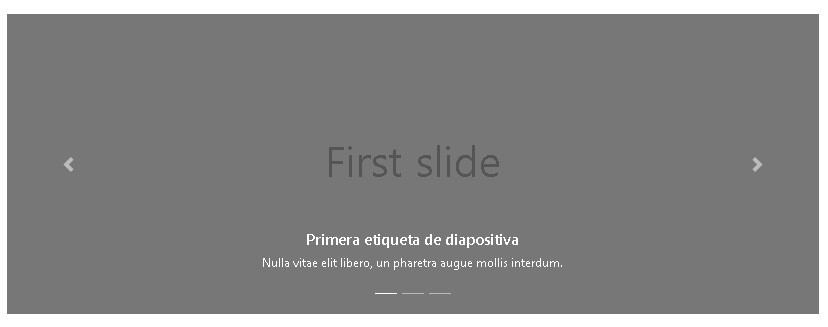 First slide
Primera etiqueta de diapositiva
Nulla vitae elit libero, un pharetra augue mollis interdum.